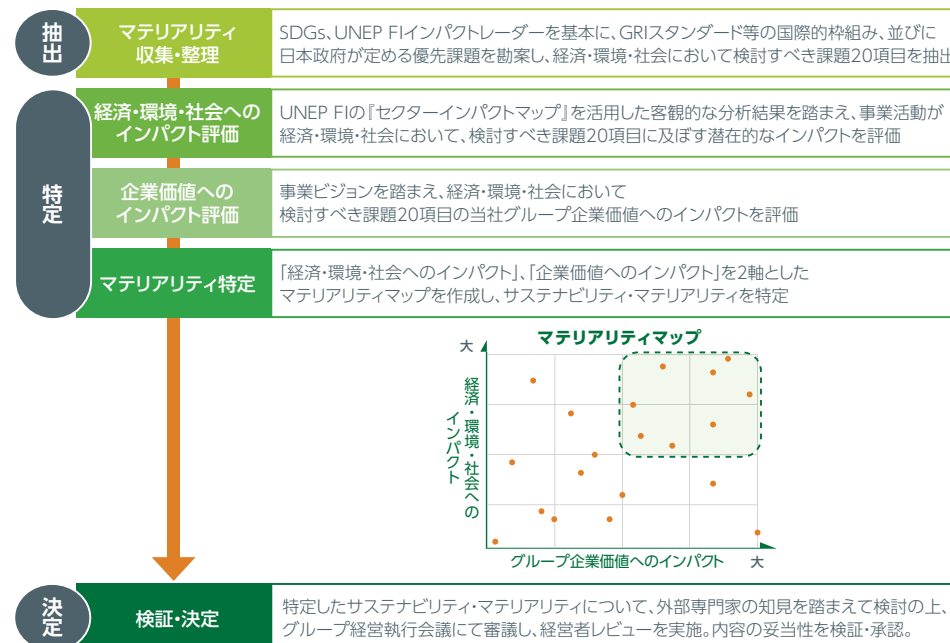 抽出
マテリアリティ
収集・整理
SDGs、UNEP FIインパクトレーダーを基本に、GRIスタンダード等の国際的枠組み、並びに
日本政府が定める優先課題を勘案し、経済・環境・社会において検討すべき課題20項目を抽出
特定
経済・環境・社会への
インパクト評価
UNEP FIの『セクターインパクトマップ』を活用した客観的な分析結果を踏まえ、事業活動が
経済・環境・社会において、検討すべき課題20項目に及ぼす潜在的なインパクトを評価
企業価値への
インパクト評価
事業ビジョンを踏まえ、経済・環境・社会において
検討すべき課題20項目の当社グループ企業価値へのインパクトを評価
マテリアリティ特定
「経済・環境・社会へのインパクト」、「企業価値へのインパクト」を2軸とした
マテリアリティマップを作成し、サステナビリティ・マテリアリティを特定
マテリアリティマップ
大
経済・環境・社会への
インパクト
グループ企業価値へのインパクト
大
決定
検証・決定
特定したサステナビリティ・マテリアリティについて、外部専門家の知見を踏まえて検討の上、
グループ経営執行会議にて審議し、経営者レビューを実施。内容の妥当性を検証・承認。